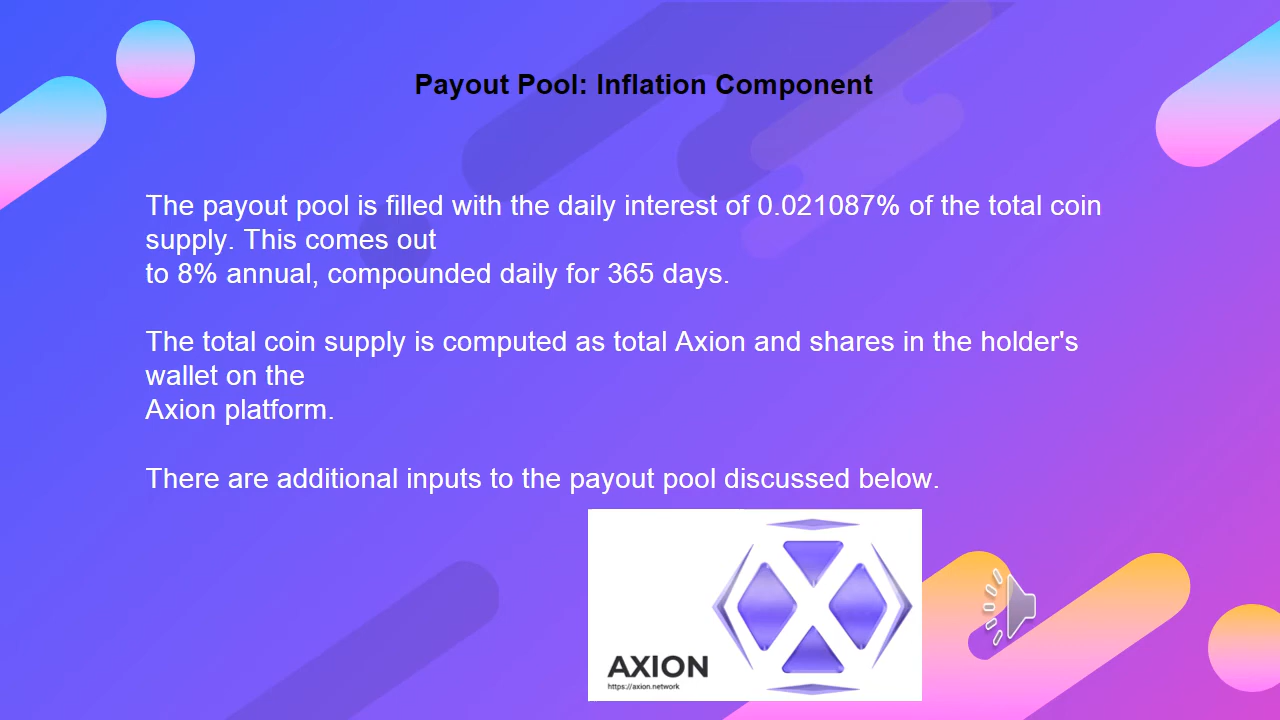 Payout Pool: Inflation Component
The payout pool is filled with the daily interest of 0.021087% of the total coin
supply. This comes out
to 8% annual, compounded daily for 365 days.
The total coin supply is computed as total Axion and shares in the holder's
wallet on the
Axion platform.
There are additional inputs to the payout pool discussed below.
AXION
https://axion.network